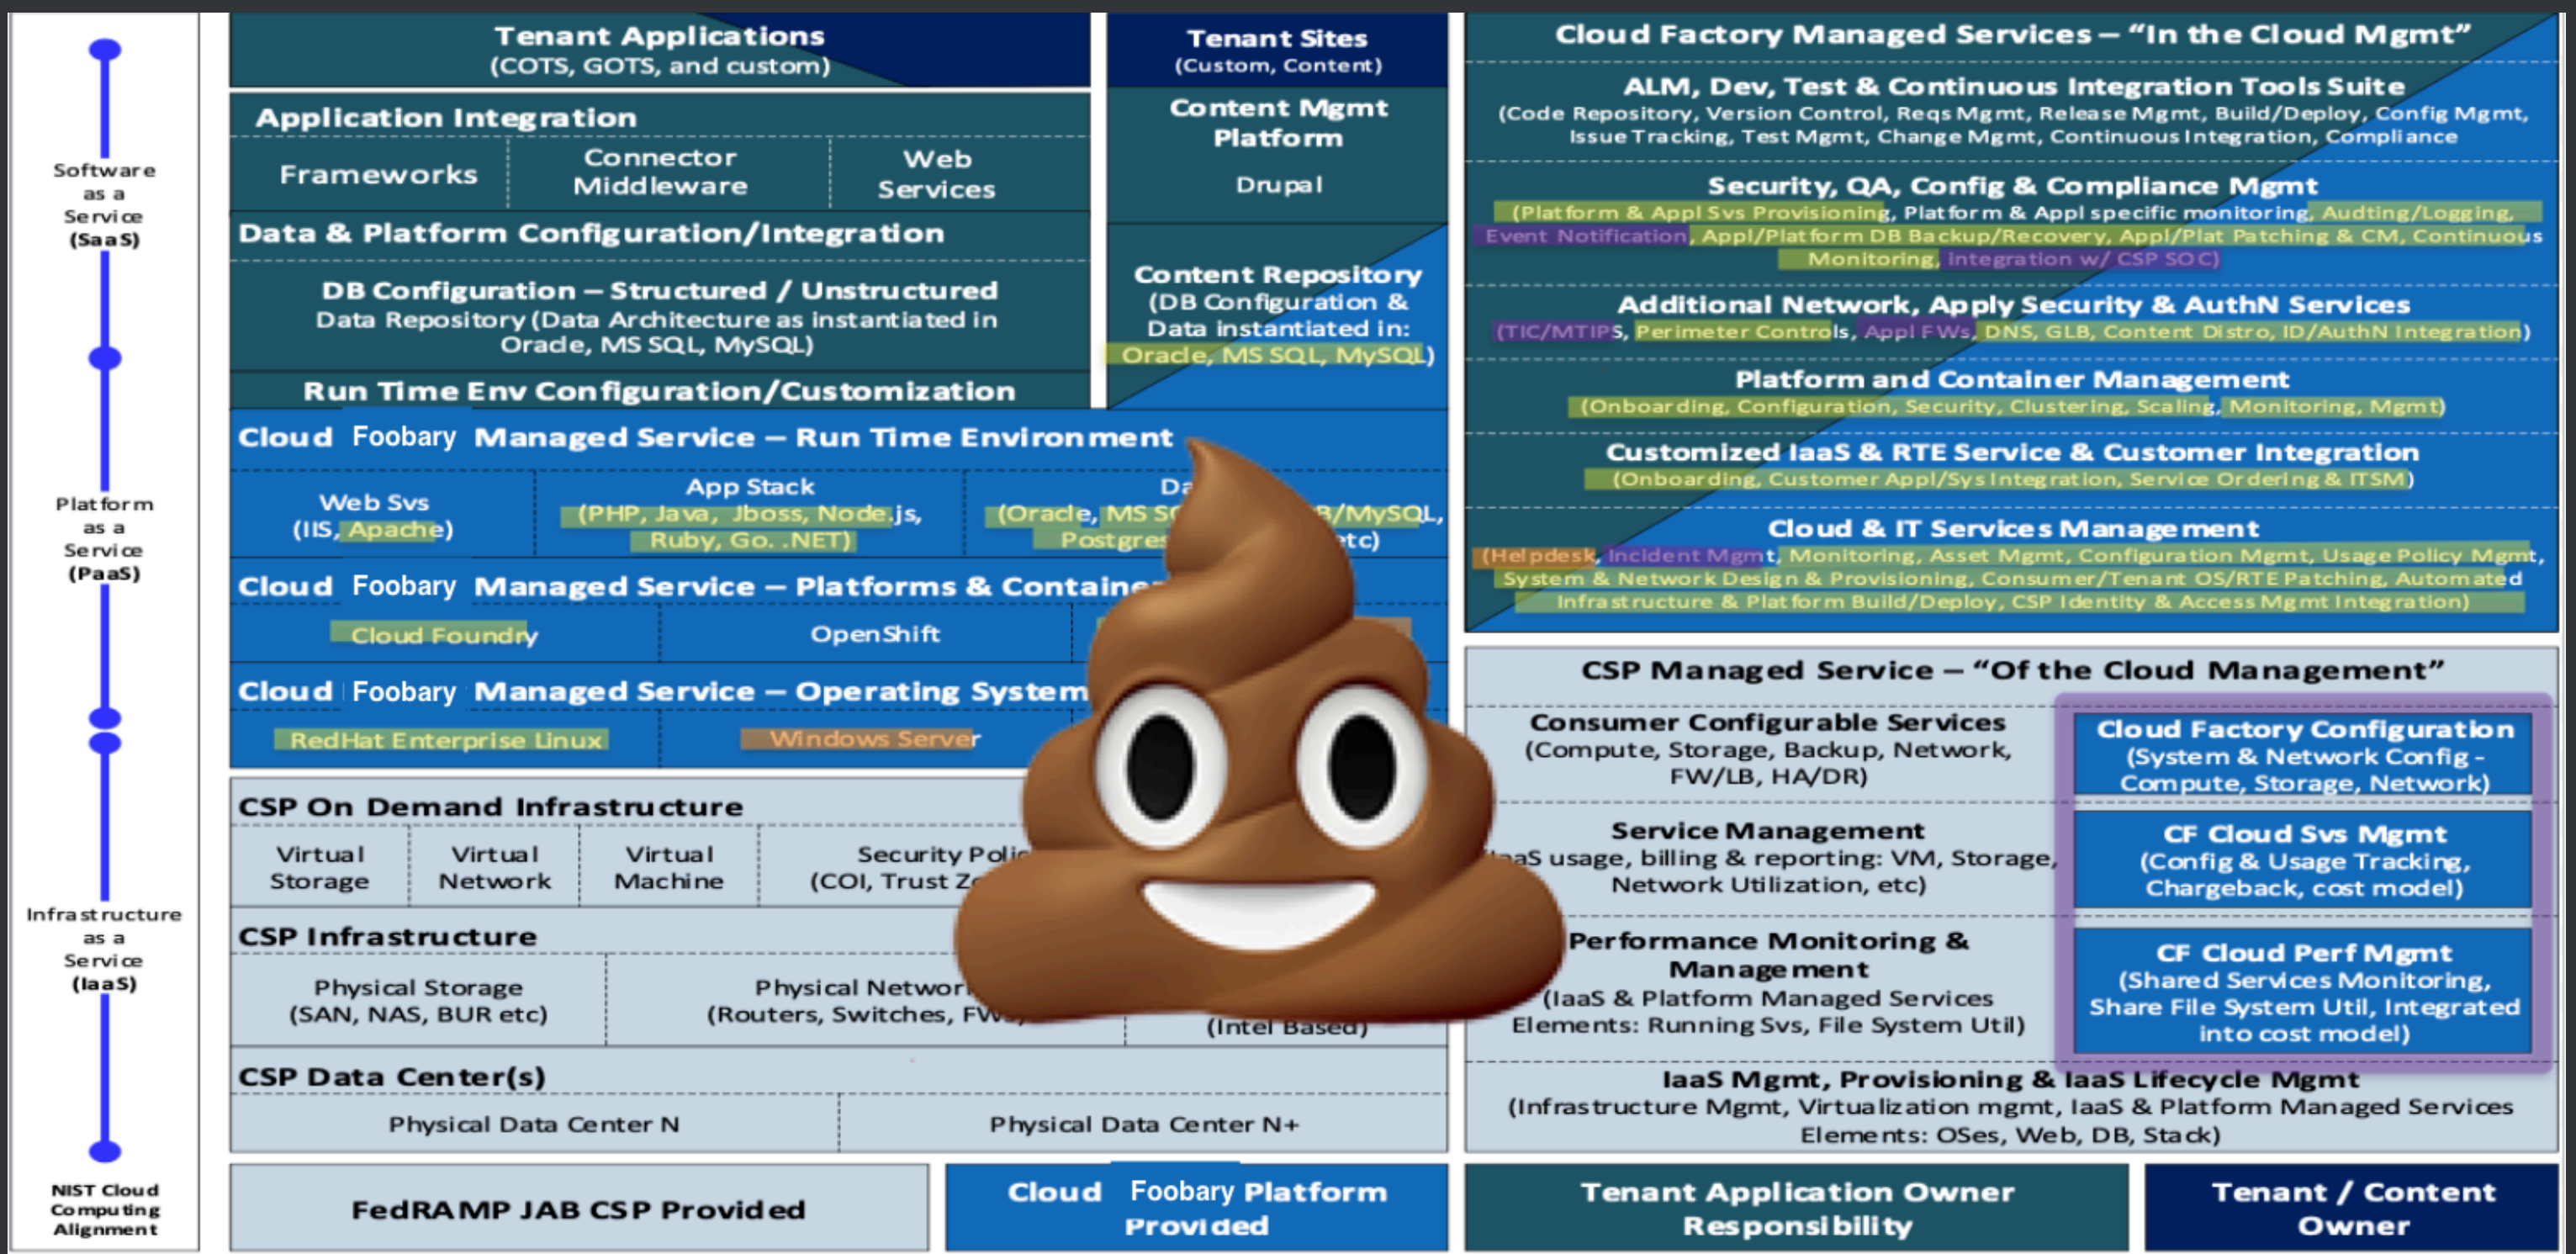 Software
as a
Service
(SaaS)
Platform
as a
Service
(PaaS)
Infrastructure
as a
Service
(IaaS)
NIST Cloud
Computing
Alignment
Tenant Applications
(COTS, GOTS, and custom)
Application Integration
Frameworks
Connector
Middleware
Web
Services
Data & Platform Configuration/Integration
DB Configuration – Structured / Unstructured
Data Repository (Data Architecture as instantiated in
Oracle, MS SQL, MySQL)
Run Time Env Configuration/Customization
Tenant Sites
(Custom, Content)
Content Mgmt
Platform
Drupal
Content Repository
(DB Configuration &
Data instantiated in:
Oracle, MS SQL, MySQL)
Cloud Foobary Managed Service – Run Time Environment
Web Svs
(IIS, Apache)
App Stack
(PHP, Java, Jboss, Node.js,
Ruby, Go. .NET)
(Oracle, MS B/MySQL,
Postgres etc)
Cloud Foobary Managed Service – Platforms &
Cloud Foundry
OpenShift
Cloud Foobary Managed Service – Operating System
RedHat Enterprise Linux
Windows Server
CSP On Demand Infrastructure
Virtual
Storage
Virtual
Network
Virtual
Machine
Security
(COI, Trust
CSP Infrastructure
Physical Storage
(SAN, NAS, BUR etc)
Physical
(Routers, Switches,
(Intel Based)
CSP Data Center(s)
Physical Data Center N
Physical Data Center N+
Cloud Factory Managed Services – “In the Cloud Mgmt”
ALM, Dev, Test & Continuous Integration Tools Suite
(Code Repository, Version Control, Reqs Mgmt, Release Mgmt, Build/Deploy, Config Mgmt,
Issue Tracking, Test Mgmt, Change Mgmt, Continuous Integration, Compliance
Security, QA, Config & Compliance Mgmt
(Platform & Appl Svs Provisioning, Platform & Appl specific monitoring, Audting/Logging,
Event Notification, Appl/Platform DB Backup/Recovery, Appl/Plat Patching & CM, Continuous
Monitoring, integration w/ CSP SOC)
Additional Network, Apply Security & AuthN Services
(TIC/MTIPS, Perimeter Controls, Appl FWs, DNS, GLB, Content Distro, ID/AuthN Integration)
Platform and Container Management
(Onboarding, Configuration, Security, Clustering, Scaling, Monitoring, Mgmt)
Customized IaaS & RTE Service & Customer Integration
(Onboarding, Customer Appl/Sys Integration, Service Ordering & ITSM)
Cloud & IT Services Management
(Helpdesk, Incident Mgmt, Monitoring, Asset Mgmt, Configuration Mgmt, Usage Policy Mgmt,
System & Network Design & Provisioning, Consumer/Tenant OS/RTE Patching, Automated
Infrastructure & Platform Build/Deploy, CSP Identity & Access Mgmt Integration)
CSP Managed Service – “Of the Cloud Management”
Consumer Configurable Services
(Compute, Storage, Backup, Network,
FW/LB, HA/DR)
Service Management
usage, billing & reporting: VM, Storage,
Network Utilization, etc)
Performance Monitoring &
Management
(IaaS & Platform Managed Services
Elements: Running Svs, File System Util)
Cloud Factory Configuration
(System & Network Config -
Compute, Storage, Network)
CF Cloud Svs Mgmt
(Config & Usage Tracking,
Chargeback, cost model)
CF Cloud Perf Mgmt
(Shared Services Monitoring,
Share File System Util, Integrated
into cost model)
IaaS Mgmt, Provisioning & IaaS Lifecycle Mgmt
(Infrastructure Mgmt, Virtualization mgmt, IaaS & Platform Managed Services
Elements: OSes, Web, DB, Stack)
FedRAMP JAB CSP Provided
Cloud Foobary Platform
Provided
Tenant Application Owner
Responsibility
Tenant / Content
Owner